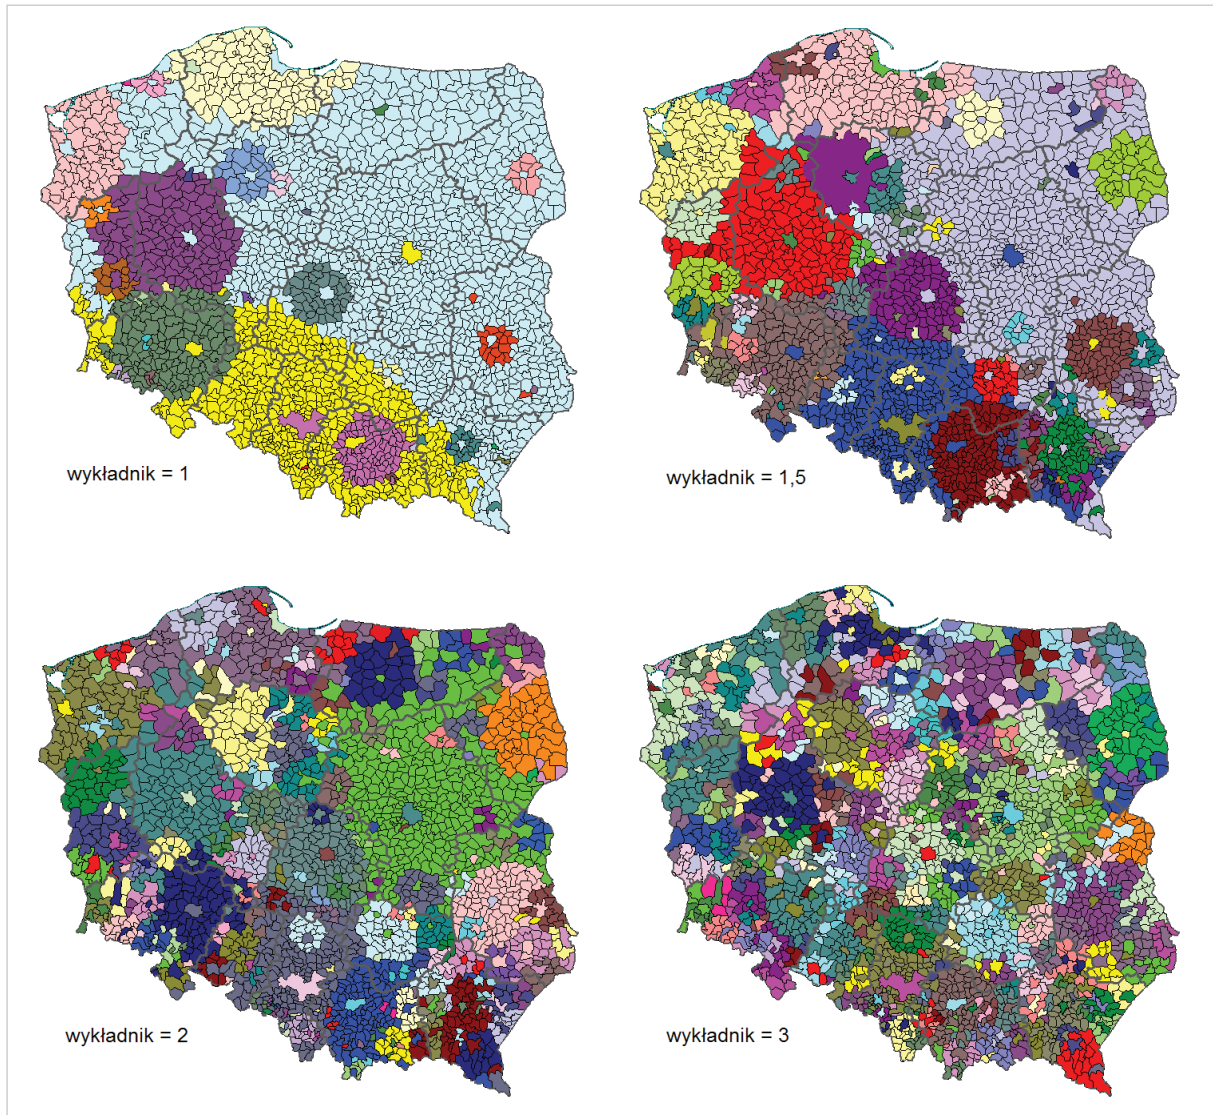 wykładnik = 1
wykładnik = 1,5
wykładnik = 2
wykładnik = 3